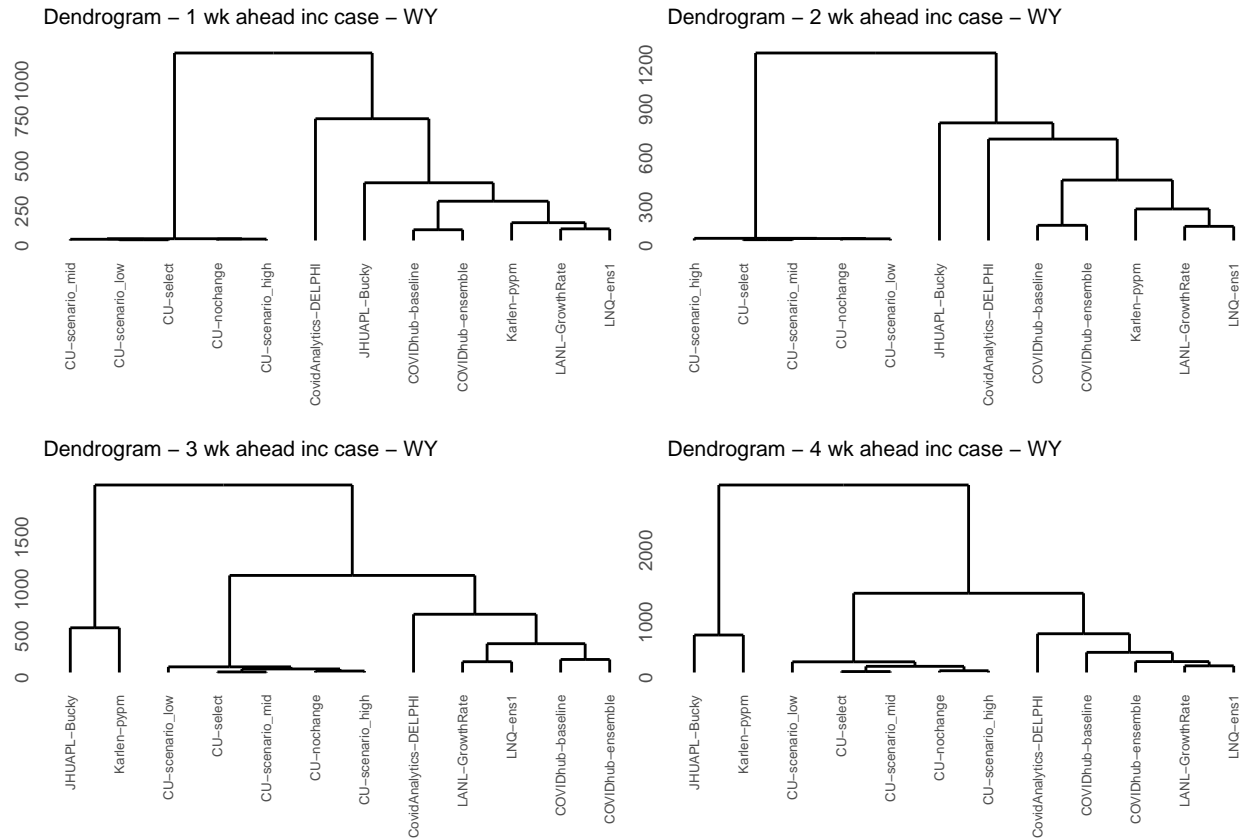 Dendrogram – 1 wk ahead inc case – WY
0 250 500 750 1000
CU−scenario_mid
CU−scenario_low
CU−select
CU−nochange
CU−scenario_high
CovidAnalytics−DELPHI
JHUAPL−Bucky
COVIDhub−baseline
COVIDhub−ensemble
Karlen−pypm
LANL−GrowthRate
LNQ−ens1
Dendrogram – 2 wk ahead inc case – WY
0 300 600 900 1200
CU−scenario_high
CU−select
CU−scenario_mid
CU−nochange
CU−scenario_low
JHUAPL−Bucky
CovidAnalytics−DELPHI
COVIDhub−baseline
COVIDhub−ensemble
Karlen−pypm
LANL−GrowthRate
LNQ−ens1
Dendrogram – 3 wk ahead inc case – WY
0 500 1000 1500
JHUAPL−Bucky
Karlen−pypm
CU−scenario_low
CU−select
CU−scenario_mid
CU−nochange
CU−scenario_high
CovidAnalytics−DELPHI
LANL−GrowthRate
LNQ−ens1
COVIDhub−baseline
COVIDhub−ensemble
Dendrogram – 4 wk ahead inc case – WY
0 1000 2000
JHUAPL−Bucky
Karlen−pypm
CU−scenario_low
CU−select
CU−scenario_mid
CU−nochange
CU−scenario_high
CovidAnalytics−DELPHI
COVIDhub−baseline
COVIDhub−ensemble
LANL−GrowthRate
LNQ−ens1